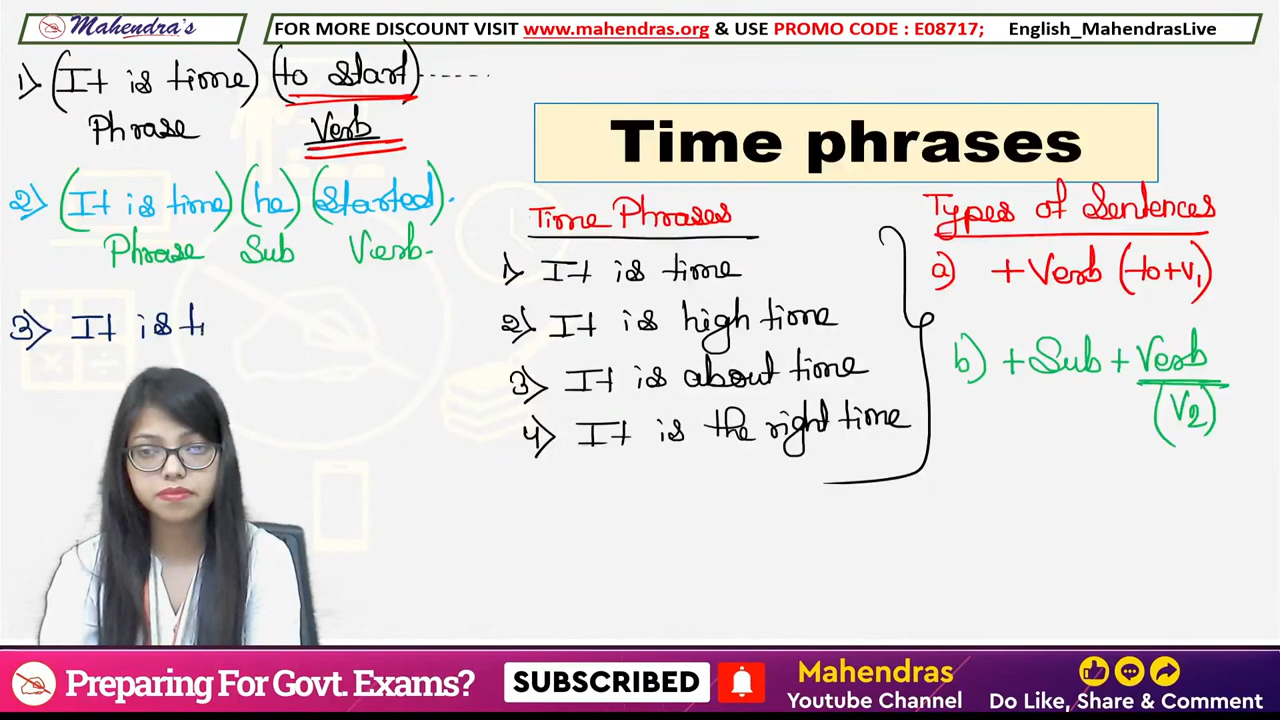 Mahendra's
FOR MORE DISCOUNT VISIT www.mahendras.org & USE PROMO CODE : E08717; English_MahendrasLive
1) (It is time) (to start)-----
Phrase Verb
2) (It is time) (he) (started).
Phrase Sub Verb.
3) It is
Time phrases
Time Phrases
1) It is time
2) It is high time
3) It is about time
4) It is the right time
Types of Sentences
a) + Verb (to+V1)
b) + Sub + Verb
(V2)
Preparing For Govt. Exams?
SUBSCRIBED
Mahendras
Youtube Channel
Do Like, Share & Comment